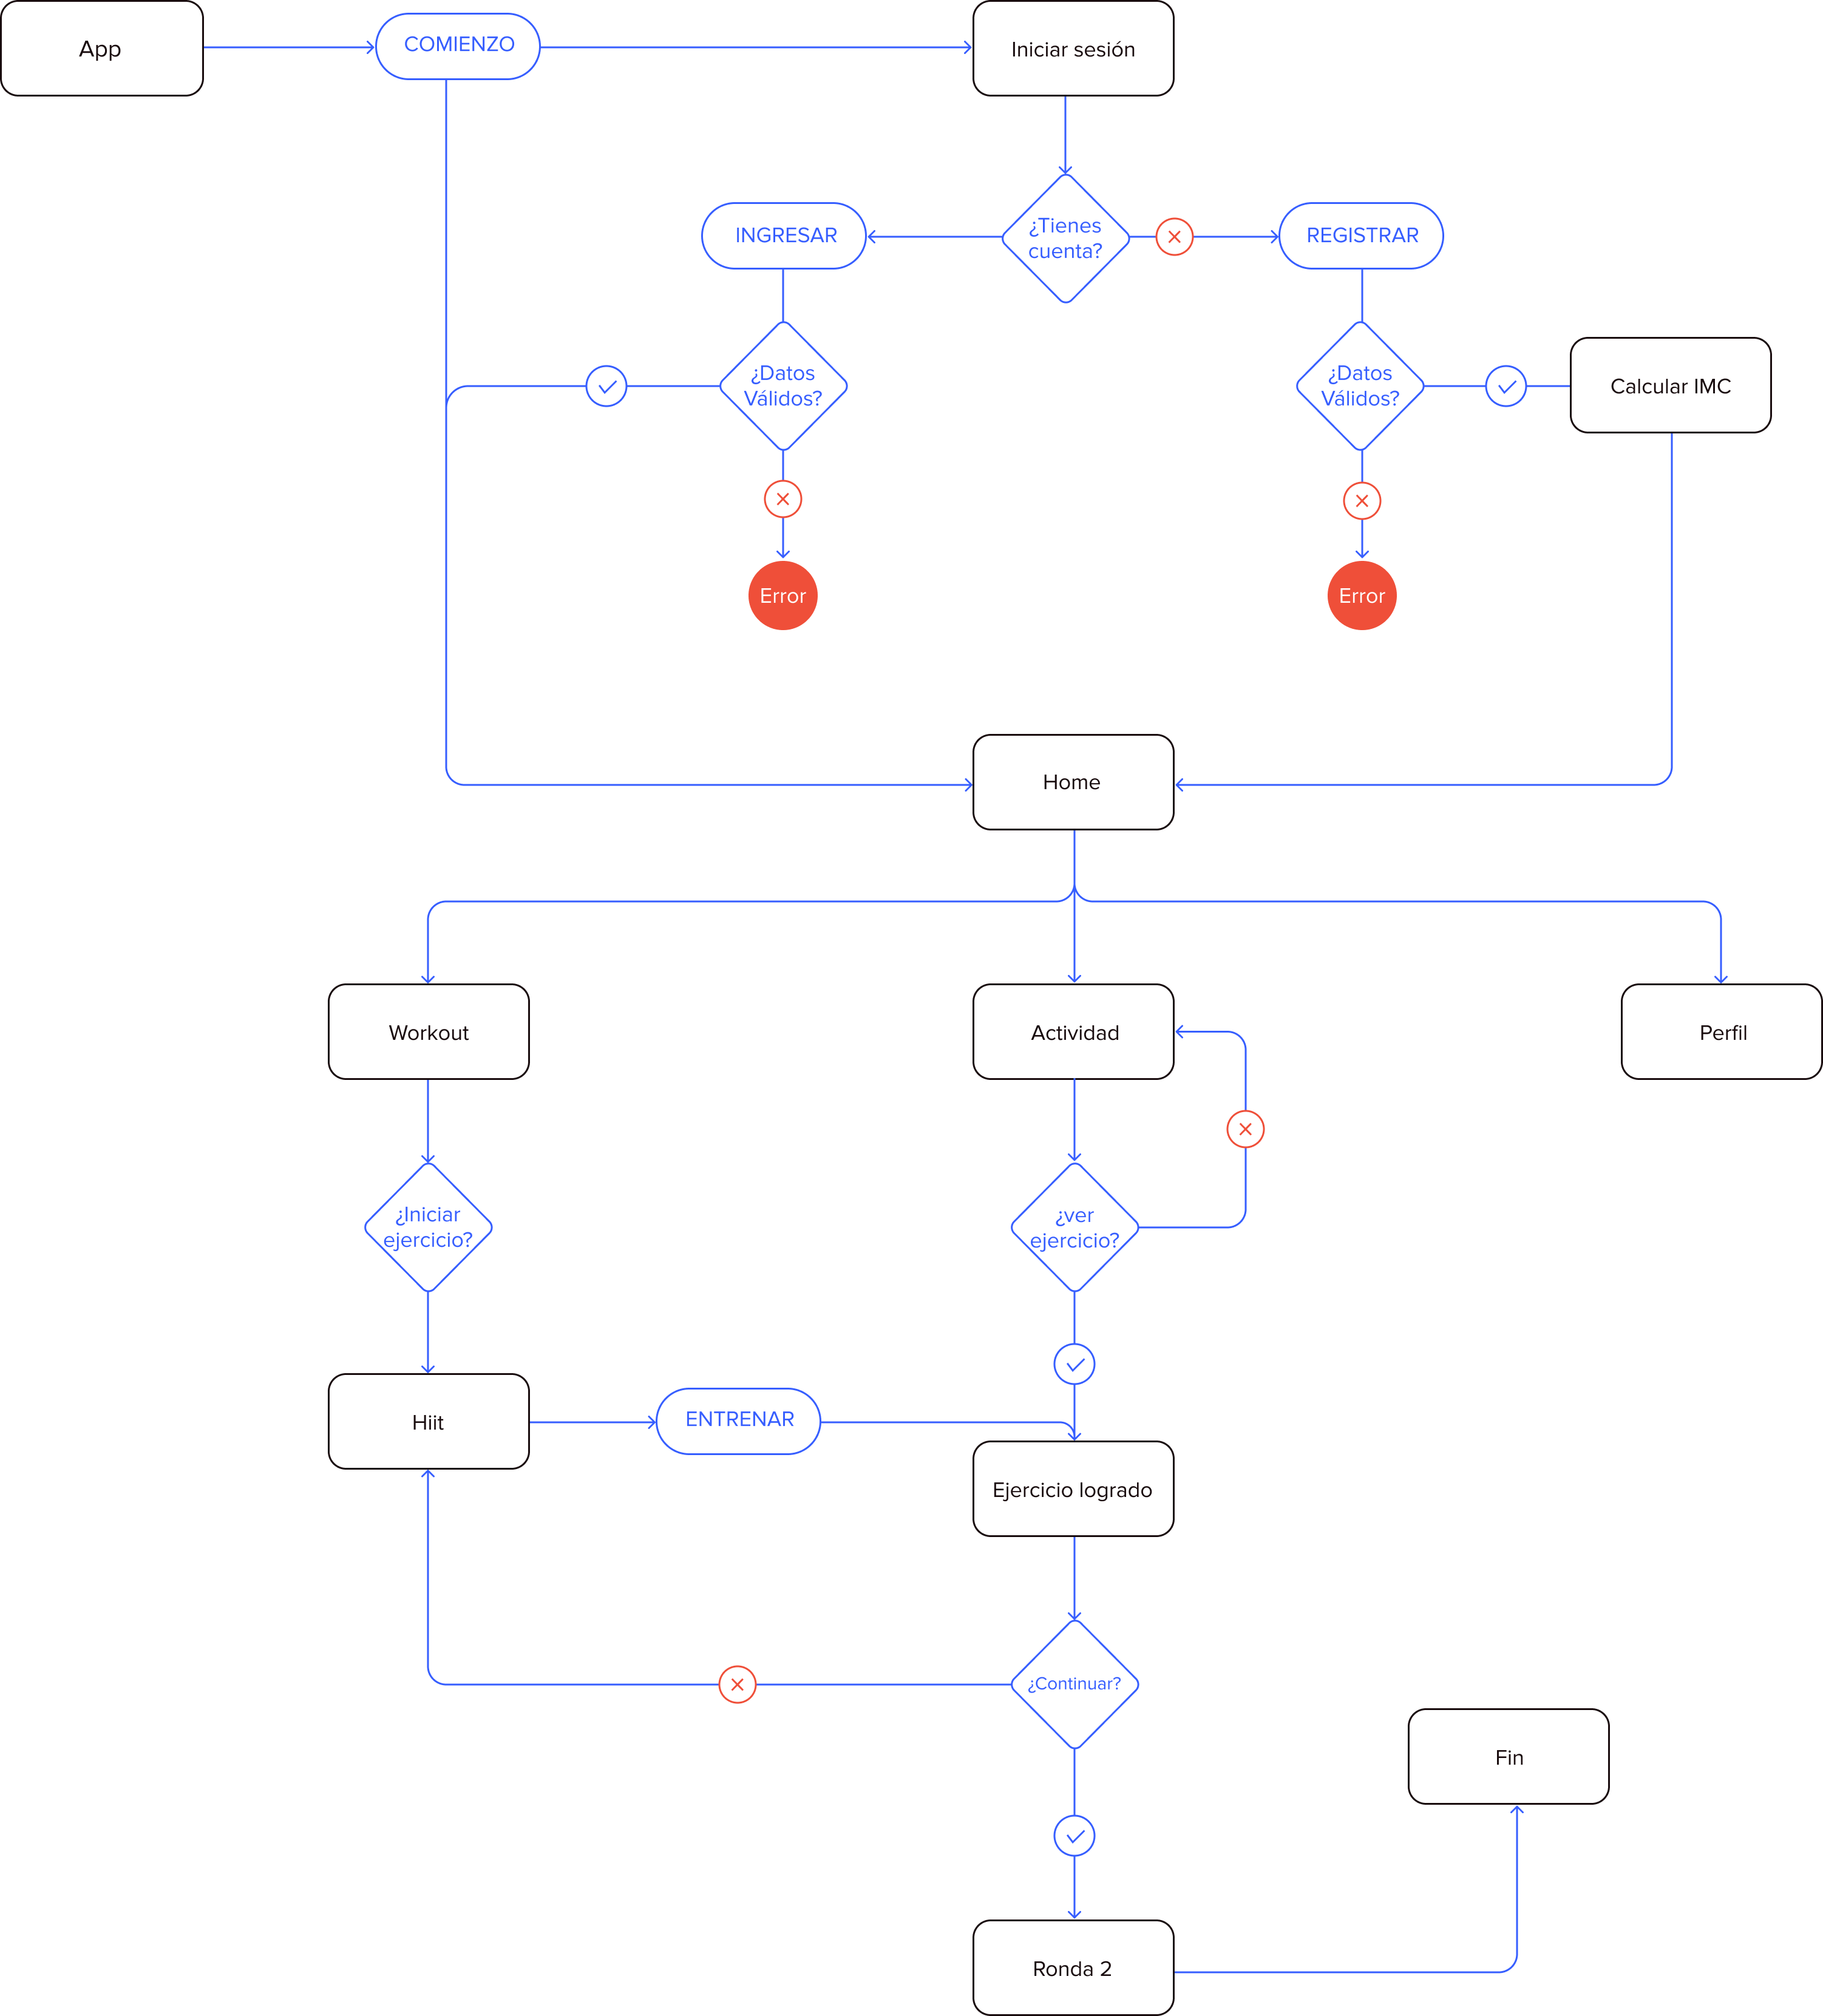 App
COMIENZO
Iniciar sesión
INGRESAR
¿Tienes
cuenta?
REGISTRAR
¿Datos
Válidos?
¿Datos
Válidos?
Calcular IMC
Error
Error
Home
Workout
Actividad
Perfil
¿Iniciar
ejercicio?
¿ver
ejercicio?
Hiit
ENTRENAR
Ejercicio logrado
¿Continuar?
Fin
Ronda 2